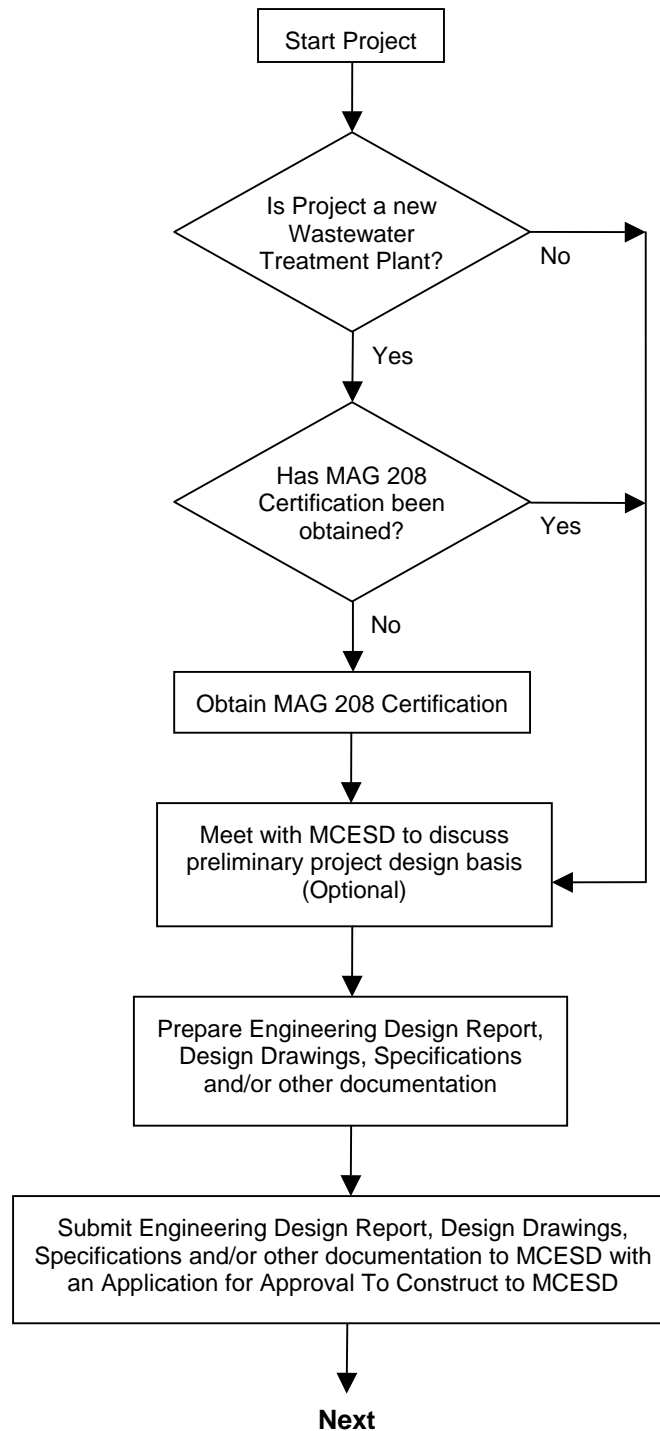 Start Project
Is Project a new
Wastewater
Treatment Plant?
No
Yes
Has MAG 208
Certification been
obtained?
Yes
No
Obtain MAG 208 Certification
Meet with MCESD to discuss
preliminary project design basis
(Optional)
Prepare Engineering Design Report,
Design Drawings, Specifications
and/or other documentation
Submit Engineering Design Report, Design Drawings,
Specifications and/or other documentation to MCESD with
an Application for Approval To Construct to MCESD
Next